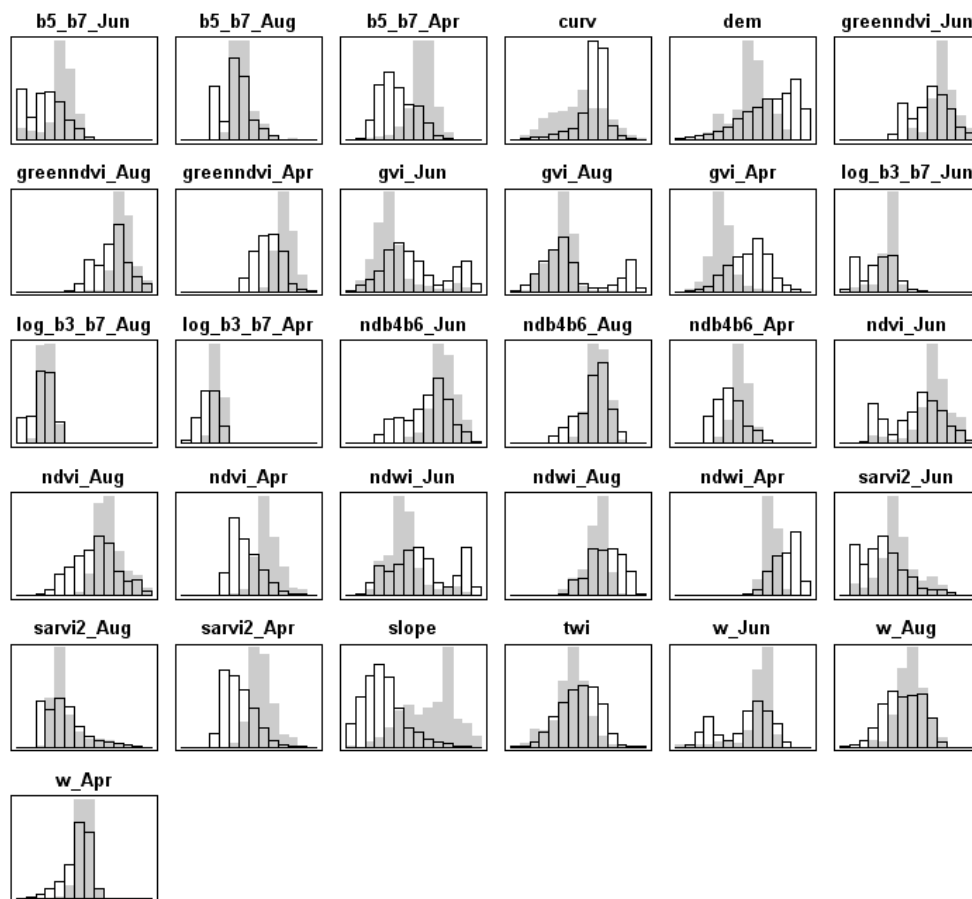 b5_b7_Jun b5_b7_Aug b5_b7_Apr curv dem greenndvi_Jun
greenndvi_Aug greenndvi_Apr gvi_Jun gvi_Aug gvi_Apr log_b3_b7_Jun
log_b3_b7_Aug log_b3_b7_Apr ndb4b6_Jun ndb4b6_Aug ndb4b6_Apr ndvi_Jun
ndvi_Aug ndvi_Apr ndwi_Jun ndwi_Aug ndwi_Apr sarvi2_Jun
sarvi2_Aug sarvi2_Apr slope twi w_Jun w_Aug
w_Apr